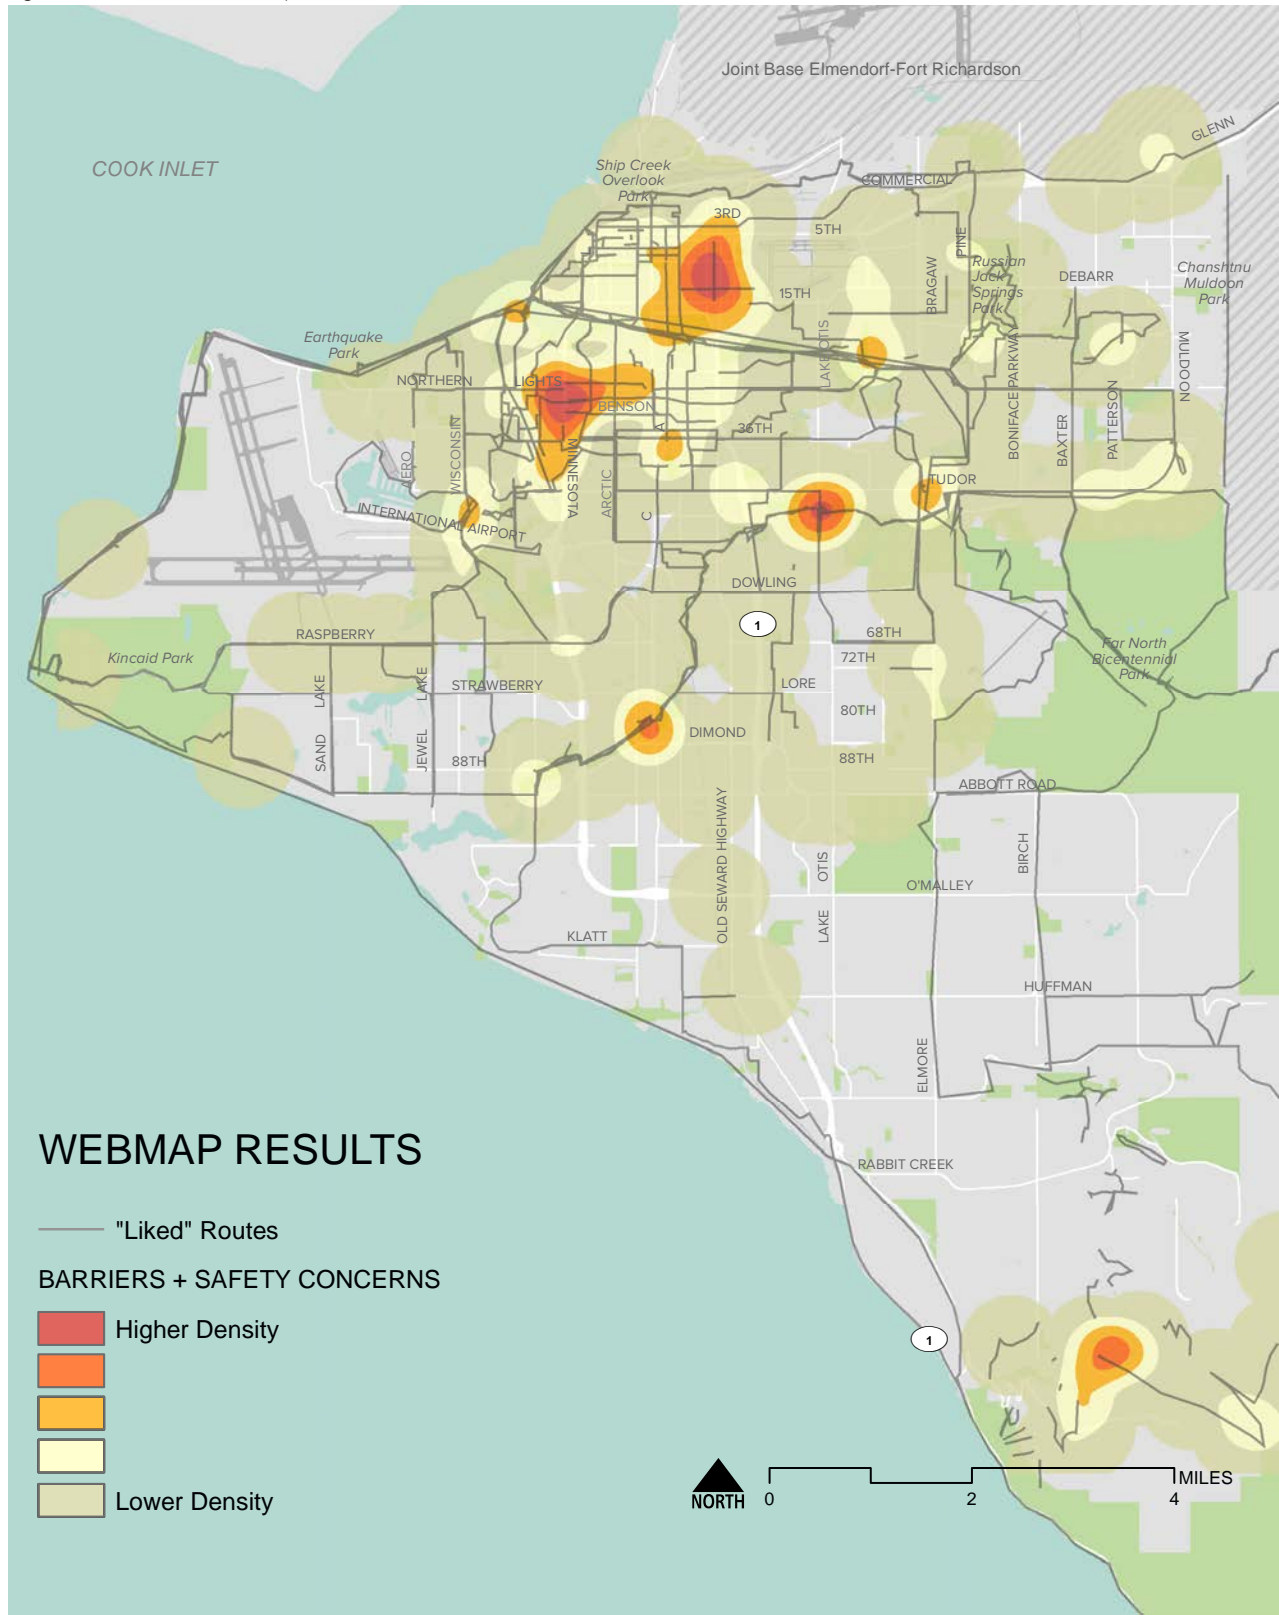 Joint Base Elmendorf-Fort Richardson
GLENN
COOK INLET
Ship Creek
Overlook
Park
COMMERCIAL
3RD
5TH
PINE
BRAGAW
Russian
Jack
Springs
Park
DEBARR
Chanshtnu
Muldoon
Park
15TH
Earthquake
Park
LAKE OTIS
BONIFACE PARKWAY
MULDOON
NORTHERN
LIGHTS
BENSON
A
36TH
PATTERSON
BAXTER
WISCONSIN
AERO
MINNESOTA
ARCTIC
C
TUDOR
INTERNATIONAL AIRPORT
DOWLING
1
RASPBERRY
68TH
72TH
Far North
Bicentennial
Park
Kincaid Park
SAND LAKE
JEWEL LAKE
STRAWBERRY
LORE
80TH
DIMOND
88TH
88TH
ABBOTT ROAD
OLD SEWARD HIGHWAY
LAKE OTIS
BIRCH
O'MALLEY
KLATT
HUFFMAN
ELMORE
RABBIT CREEK
1
WEBMAP RESULTS
"Liked" Routes
BARRIERS + SAFETY CONCERNS
Higher Density
Lower Density
NORTH
0
2
4
MILES